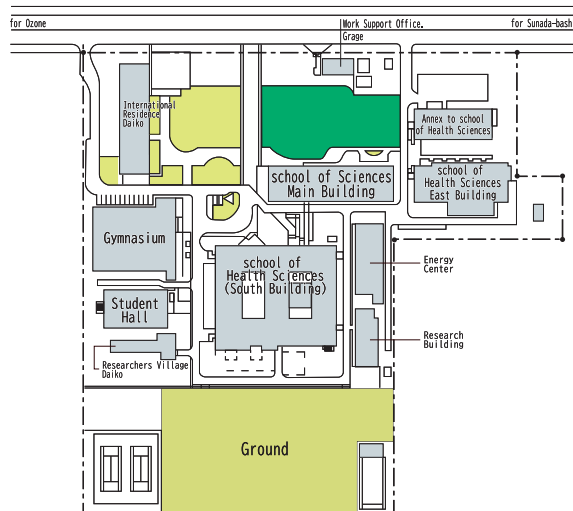 for Ozone
Work Support Office.
for Sunada-bash
Grage
International
Residence
Daiko
Annex to school
of Health Sciences
school of Sciences
Main Building
school of
Health Sciences
East Building
Gymnasium
school of
Health Sciences
(South Building)
Energy
Center
Student
Hall
Research
Building
Researchers Village
Daiko
Ground